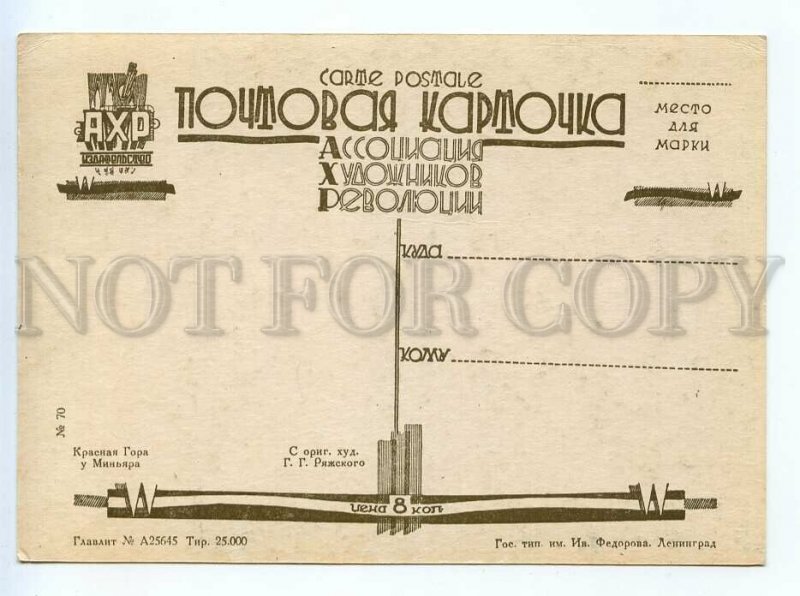 CARTE POSTALE
ПОЧТОВАЯ КАРТОЧКА
АССОЦИАЦИЯ
ХУДОЖНИКОВ
РЕВОЛЮЦИИ
АХР
ИЗДАТЕЛЬСТВО
МЕСТО
ДЛЯ
МАРКИ
КУДА
КОМУ
NOT FOR COPY
№ 70
Красная Гора
у Миньяра
С ориг. худ.
Г. Г. Ряжского
ЦЕНА 8 КОП
Главлит № А25645 Тир. 25.000
Гос. тип. им. Ив. Федорова. Ленинград